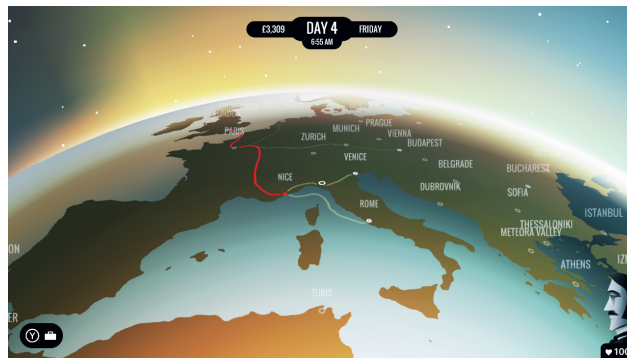 £3,309
DAY 4
FRIDAY
6:55 AM
PARIS
PRAGUE
MUNICH
VIENNA
ZURICH
BUDAPEST
VENICE
BELGRADE
BUCHAREST
NICE
DUBROVNIK
SOFIA
ROME
ISTANBUL
THESSALONIKI
METEORA VALLEY
ATHENS
TUNIS
Y
100